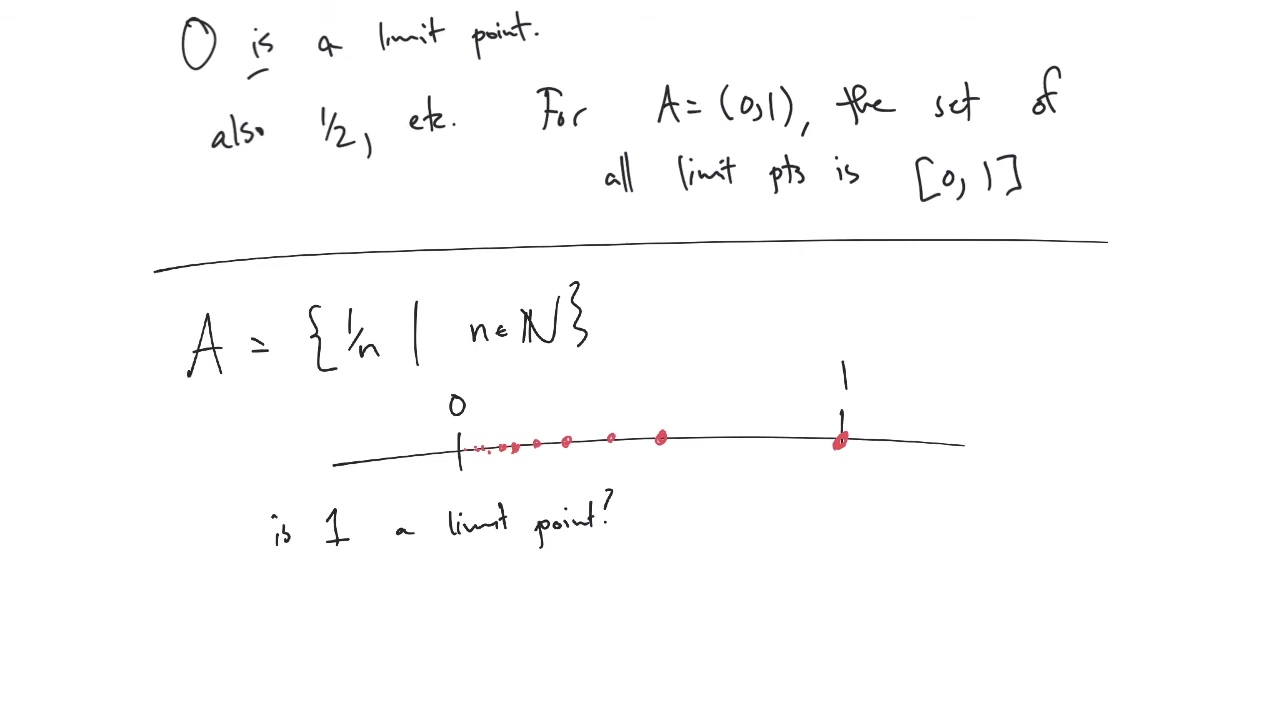 0 is a limit point.
also 1/2, etc. For A = (0,1), the set of
all limit pts is [0,1]
A = {1/n | n ∈ ℕ}
0 1
is 1 a limit point?